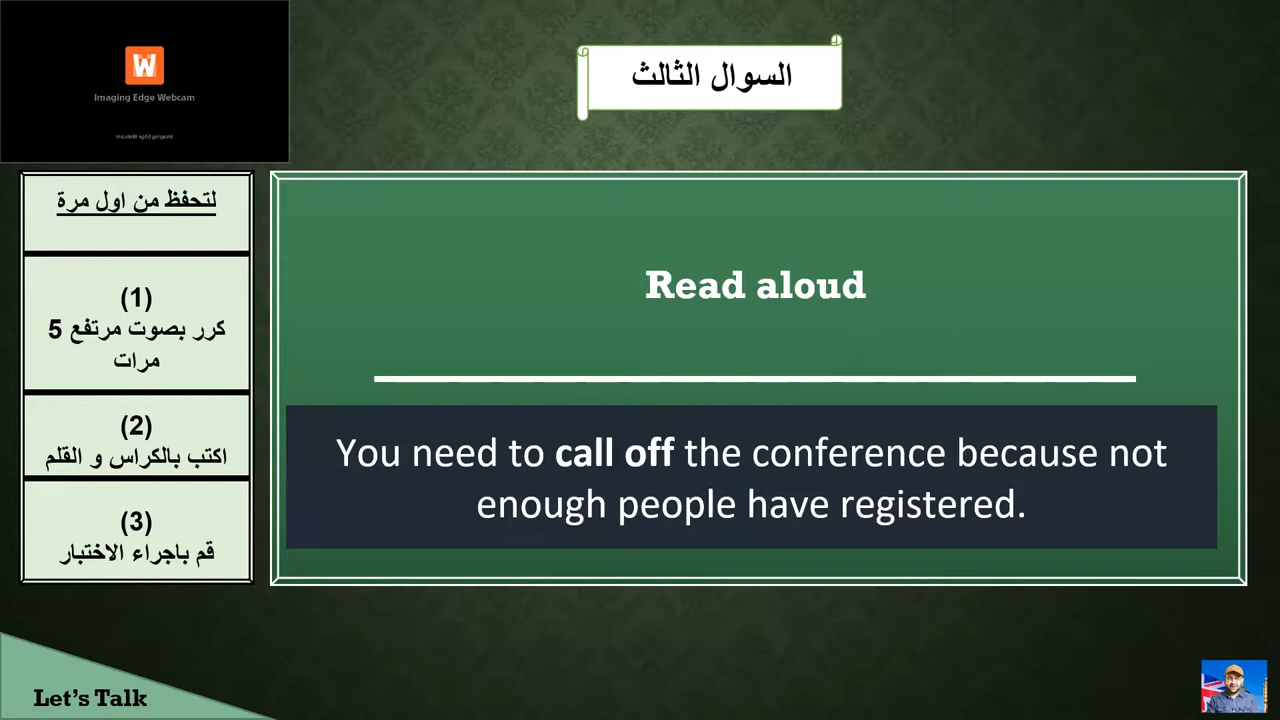 W
Imaging Edge Webcam
السوال الثالث
لتحفظ من اول مرة
(1)
كرر بصوت مرتفع 5
مرات
(2)
اكتب بالكراس و القلم
(3)
قم باجراء الاختبار
Read aloud
You need to call off the conference because not
enough people have registered.
Let's Talk